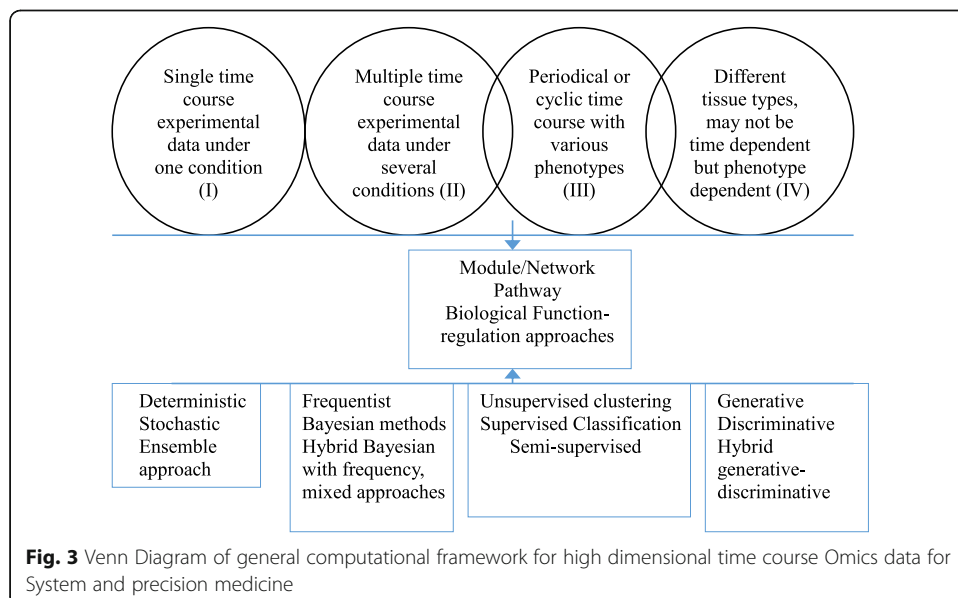 Single time
course
experimental
data under
one condition
(I)
Multiple time
course
experimental
data under
several
conditions (II)
Periodical or
cyclic time
course with
various
phenotypes
(III)
Different
tissue types,
may not be
time dependent
but phenotype
dependent (IV)
Module/Network
Pathway
Biological Function-
regulation approaches
Deterministic
Stochastic
Ensemble
approach
Frequentist
Bayesian methods
Hybrid Bayesian
with frequency,
mixed approaches
Unsupervised clustering
Supervised Classification
Semi-supervised
Generative
Discriminative
Hybrid
generative-
discriminative
Fig. 3 Venn Diagram of general computational framework for high dimensional time course Omics data for
System and precision medicine